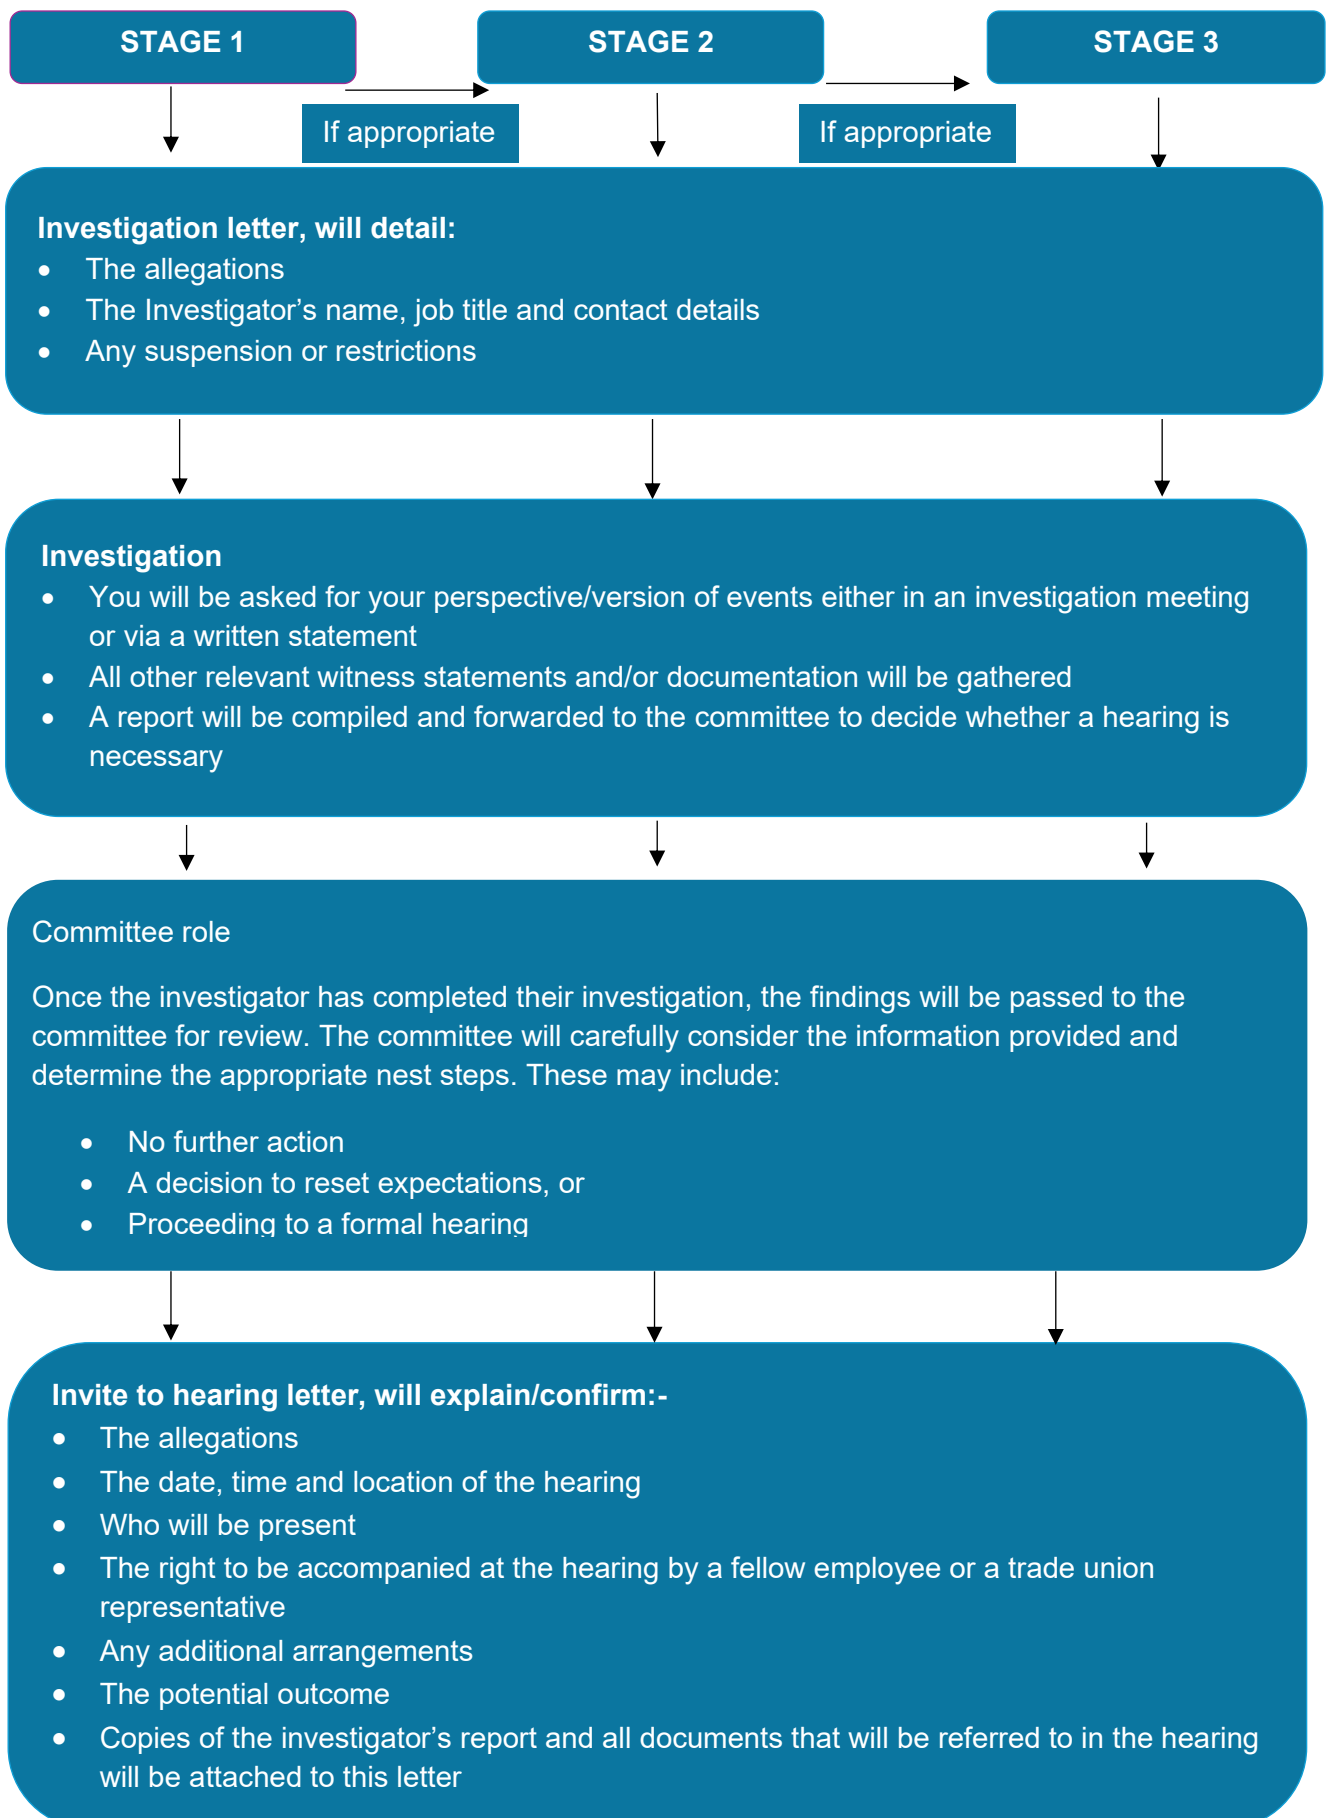 STAGE 1
STAGE 2
STAGE 3
If appropriate
If appropriate
Investigation letter, will detail:
• The allegations
• The Investigator’s name, job title and contact details
• Any suspension or restrictions
Investigation
• You will be asked for your perspective/version of events either in an investigation meeting
or via a written statement
• All other relevant witness statements and/or documentation will be gathered
• A report will be compiled and forwarded to the committee to decide whether a hearing is
necessary
Committee role
Once the investigator has completed their investigation, the findings will be passed to the
committee for review. The committee will carefully consider the information provided and
determine the appropriate nest steps. These may include:
• No further action
• A decision to reset expectations, or
• Proceeding to a formal hearing
Invite to hearing letter, will explain/confirm:-
• The allegations
• The date, time and location of the hearing
• Who will be present
• The right to be accompanied at the hearing by a fellow employee or a trade union
representative
• Any additional arrangements
• The potential outcome
• Copies of the investigator’s report and all documents that will be referred to in the hearing
will be attached to this letter